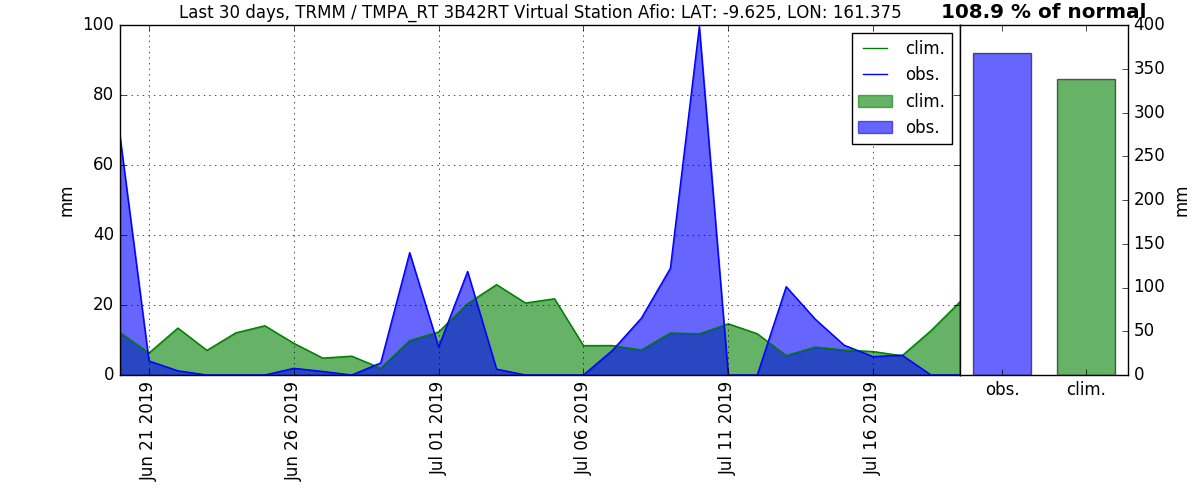 Last 30 days, TRMM / TMPA_RT 3B42RT Virtual Station Afio: LAT: -9.625, LON: 161.375
108.9 % of normal
100
80
60
40
20
0
mm
clim.
obs.
clim.
obs.
400
350
300
250
200
150
100
50
0
mm
obs.
clim.
Jun 21 2019
Jun 26 2019
Jul 01 2019
Jul 06 2019
Jul 11 2019
Jul 16 2019